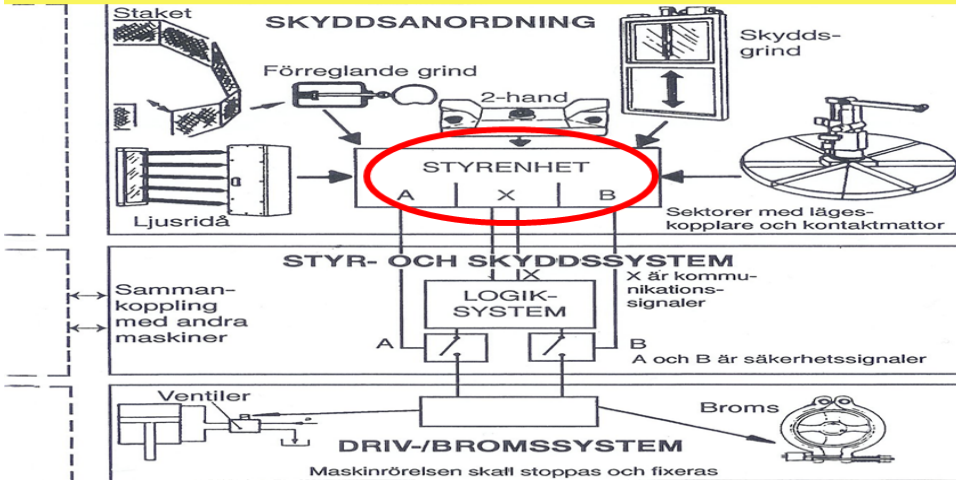 Staket
SKYDDSANORDNING
Skydds-
grind
Förreglande grind
2-hand
STYRENHET
A X B
Ljusridå
Sektorer med läges-
kopplare och kontaktmattor
STYR- OCH SKYDDSSYSTEM
X
X är kommu-
nikations-
signaler
Samman-
koppling
med andra
maskiner
LOGIK-
SYSTEM
A
B
A och B är säkerhetssignaler
Ventiler
Broms
DRIV-/BROMSSYSTEM
Maskinrörelsen skall stoppas och fixeras